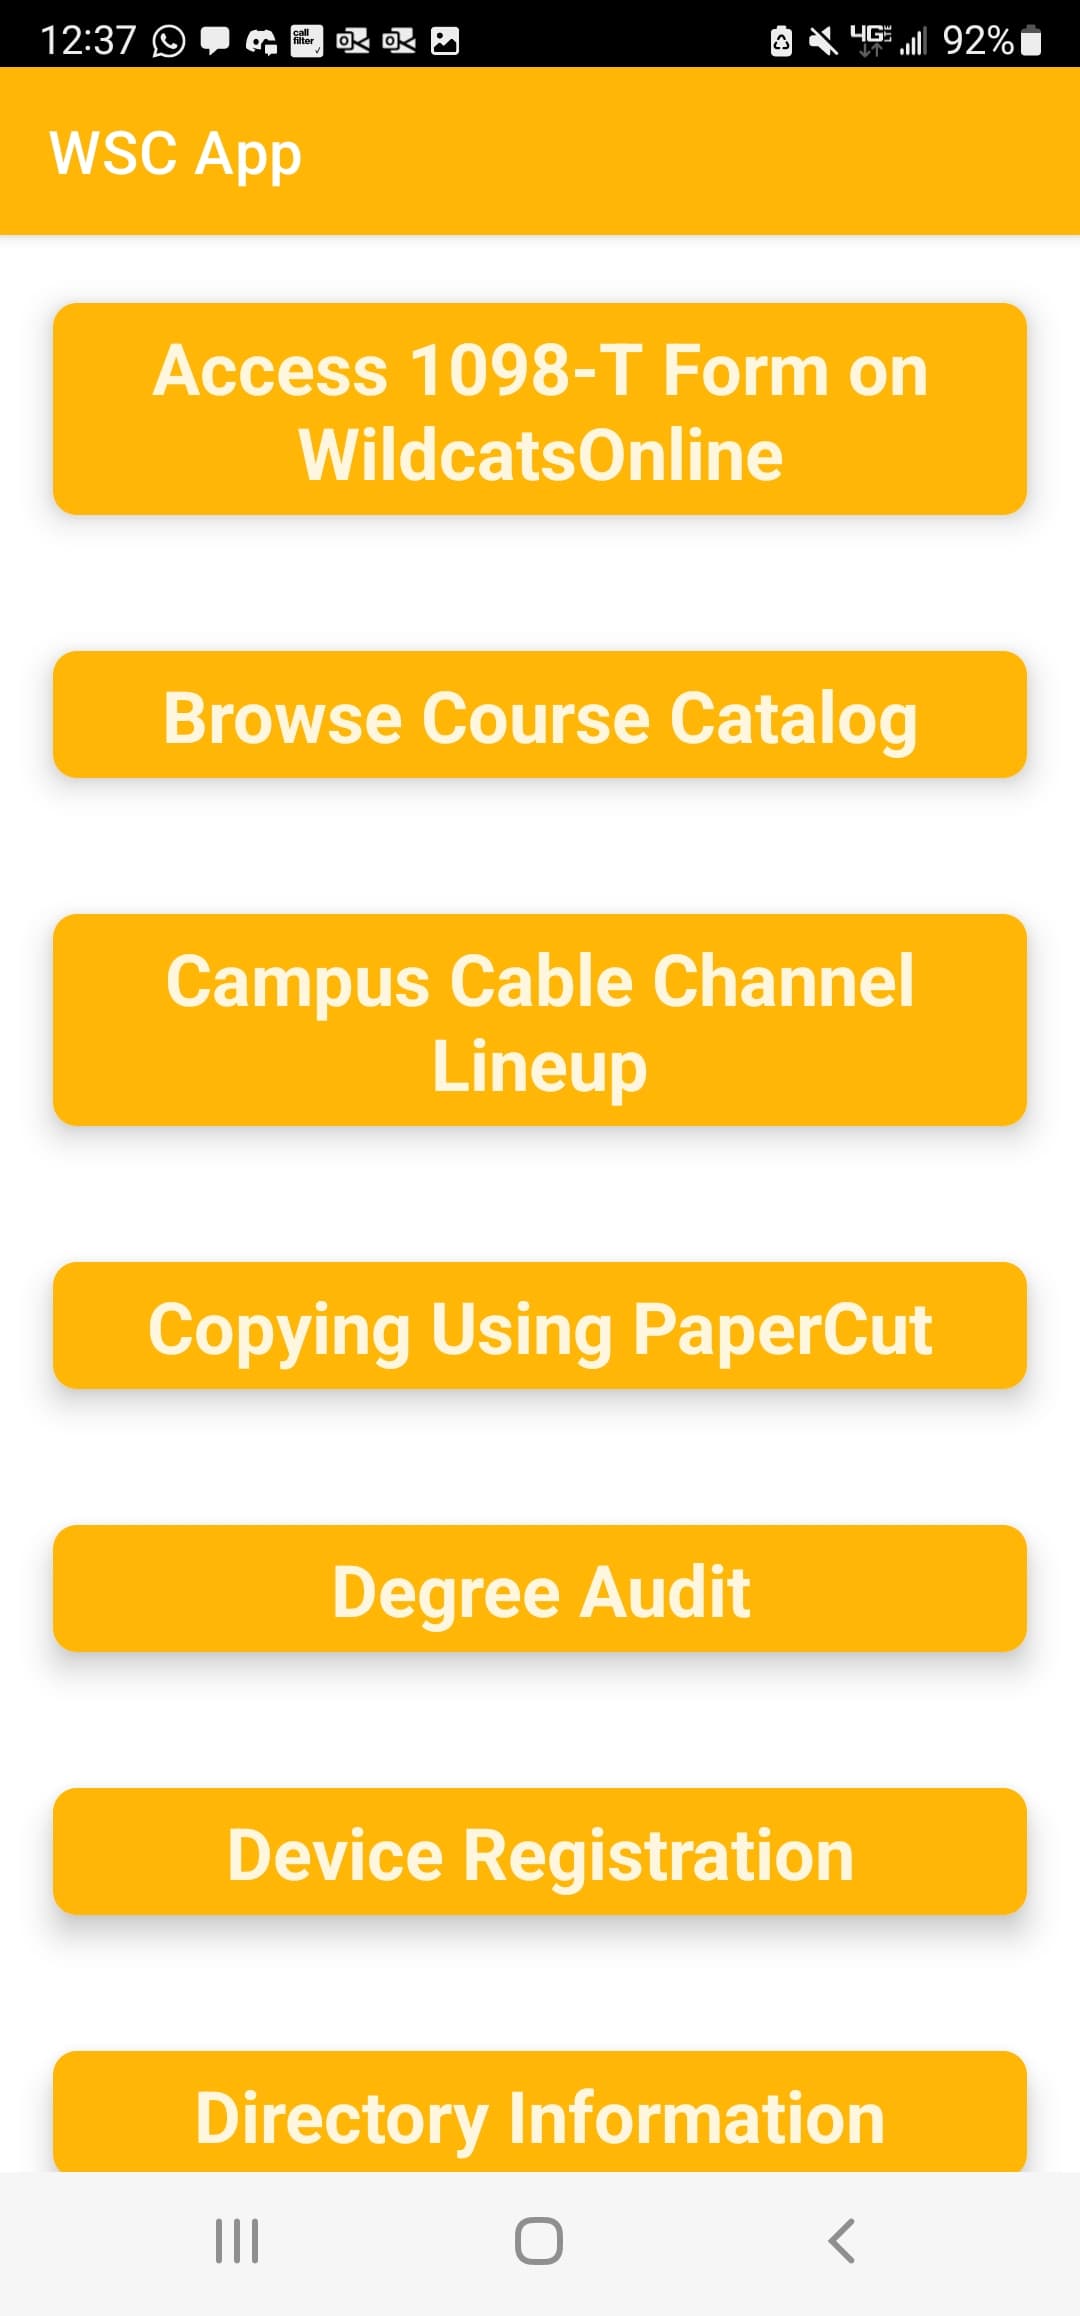 12:37 call filter 4G LTE 92%
WSC App
Access 1098-T Form on
WildcatsOnline
Browse Course Catalog
Campus Cable Channel
Lineup
Copying Using PaperCut
Degree Audit
Device Registration
Directory Information